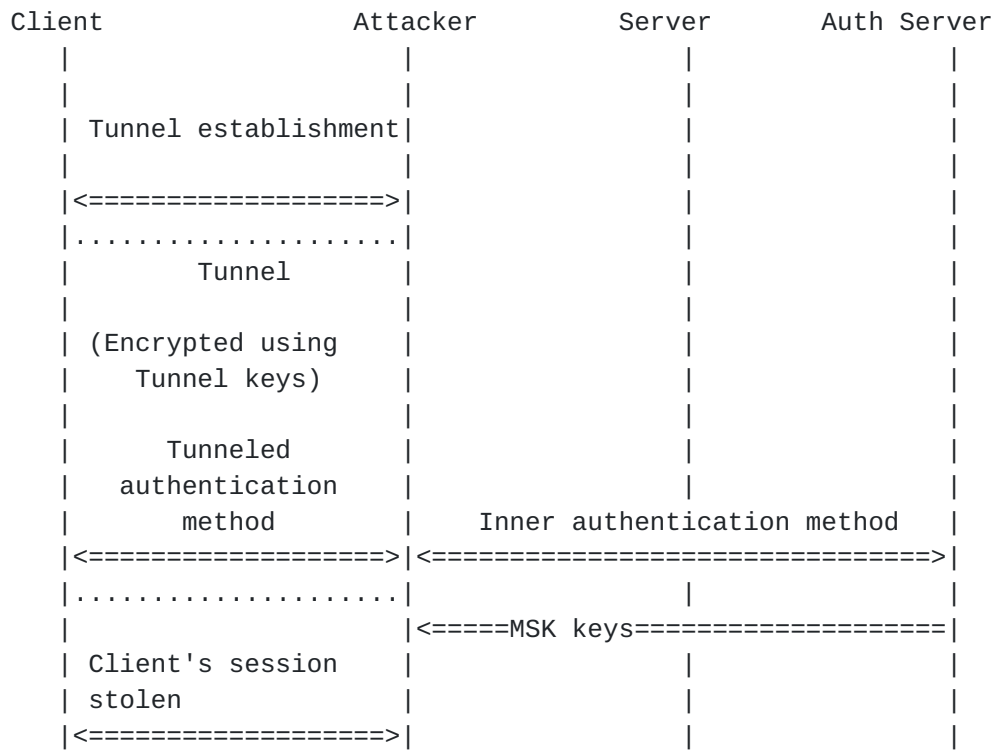 Client                Attacker         Server       Auth Server
   |                     |                 |                |
   |                     |                 |                |
   | Tunnel establishment|                 |                |
   |                     |                 |                |
   |<===================>|                 |                |
   |.....................|                 |                |
   |        Tunnel       |                 |                |
   |                     |                 |                |
   | (Encrypted using    |                 |                |
   |    Tunnel keys)     |                 |                |
   |                     |                 |                |
   |      Tunneled       |                 |                |
   |   authentication    |                 |                |
   |       method        |    Inner authentication method   |
   |<===================>|<================================>|
   |.....................|                 |                |
   |                     |<=====MSK keys====================|
   | Client's session    |                 |                |
   | stolen              |                 |                |
   |<===================>|                 |                |